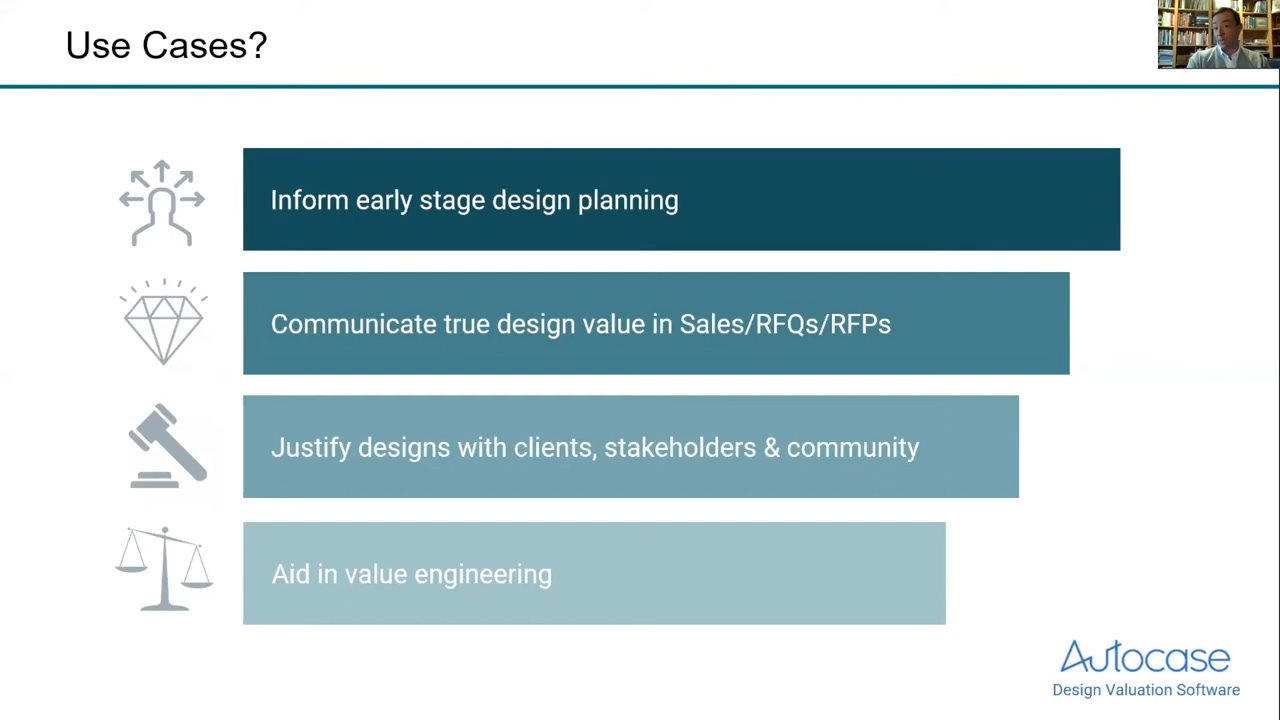 Use Cases?
Inform early stage design planning
Communicate true design value in Sales/RFQs/RFPs
Justify designs with clients, stakeholders & community
Aid in value engineering
Autocase
Design Valuation Software